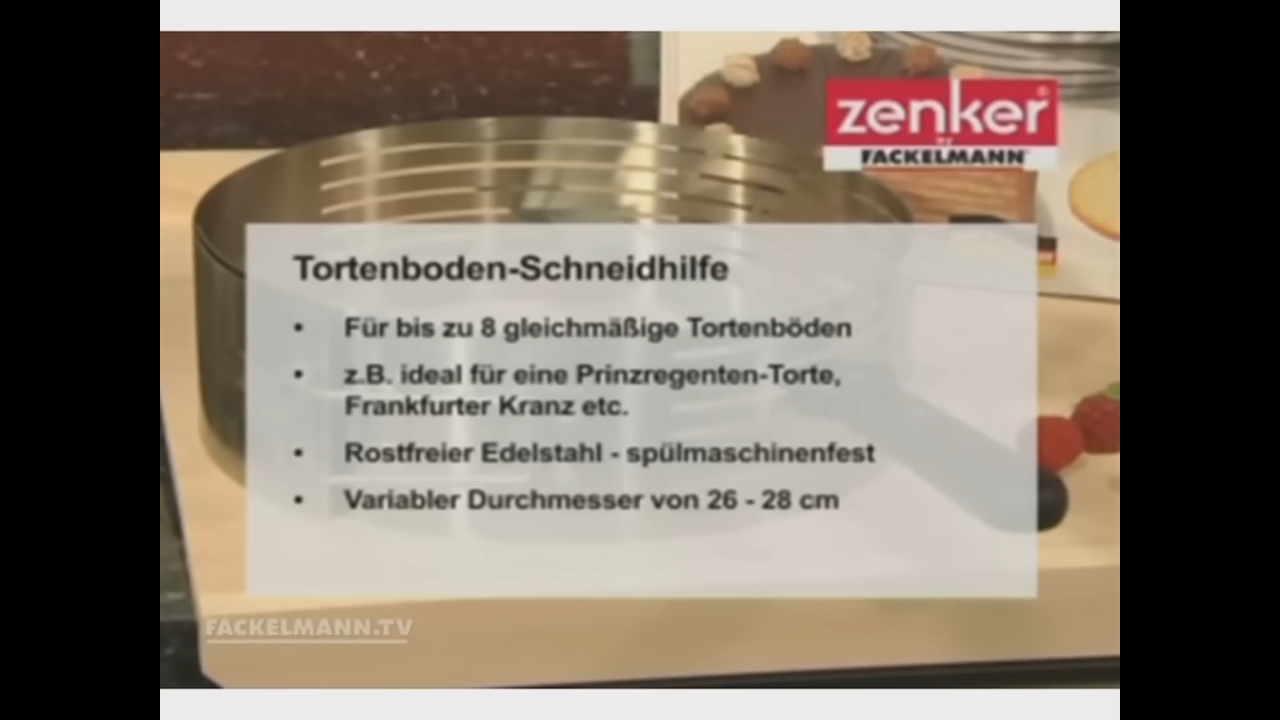 zenker®
by
FACKELMANN
Tortenboden-Schneidhilfe
• Für bis zu 8 gleichmäßige Tortenböden
• z.B. ideal für eine Prinzregenten-Torte,
Frankfurter Kranz etc.
• Rostfreier Edelstahl - spülmaschinenfest
• Variabler Durchmesser von 26 - 28 cm
FACKELMANN.TV